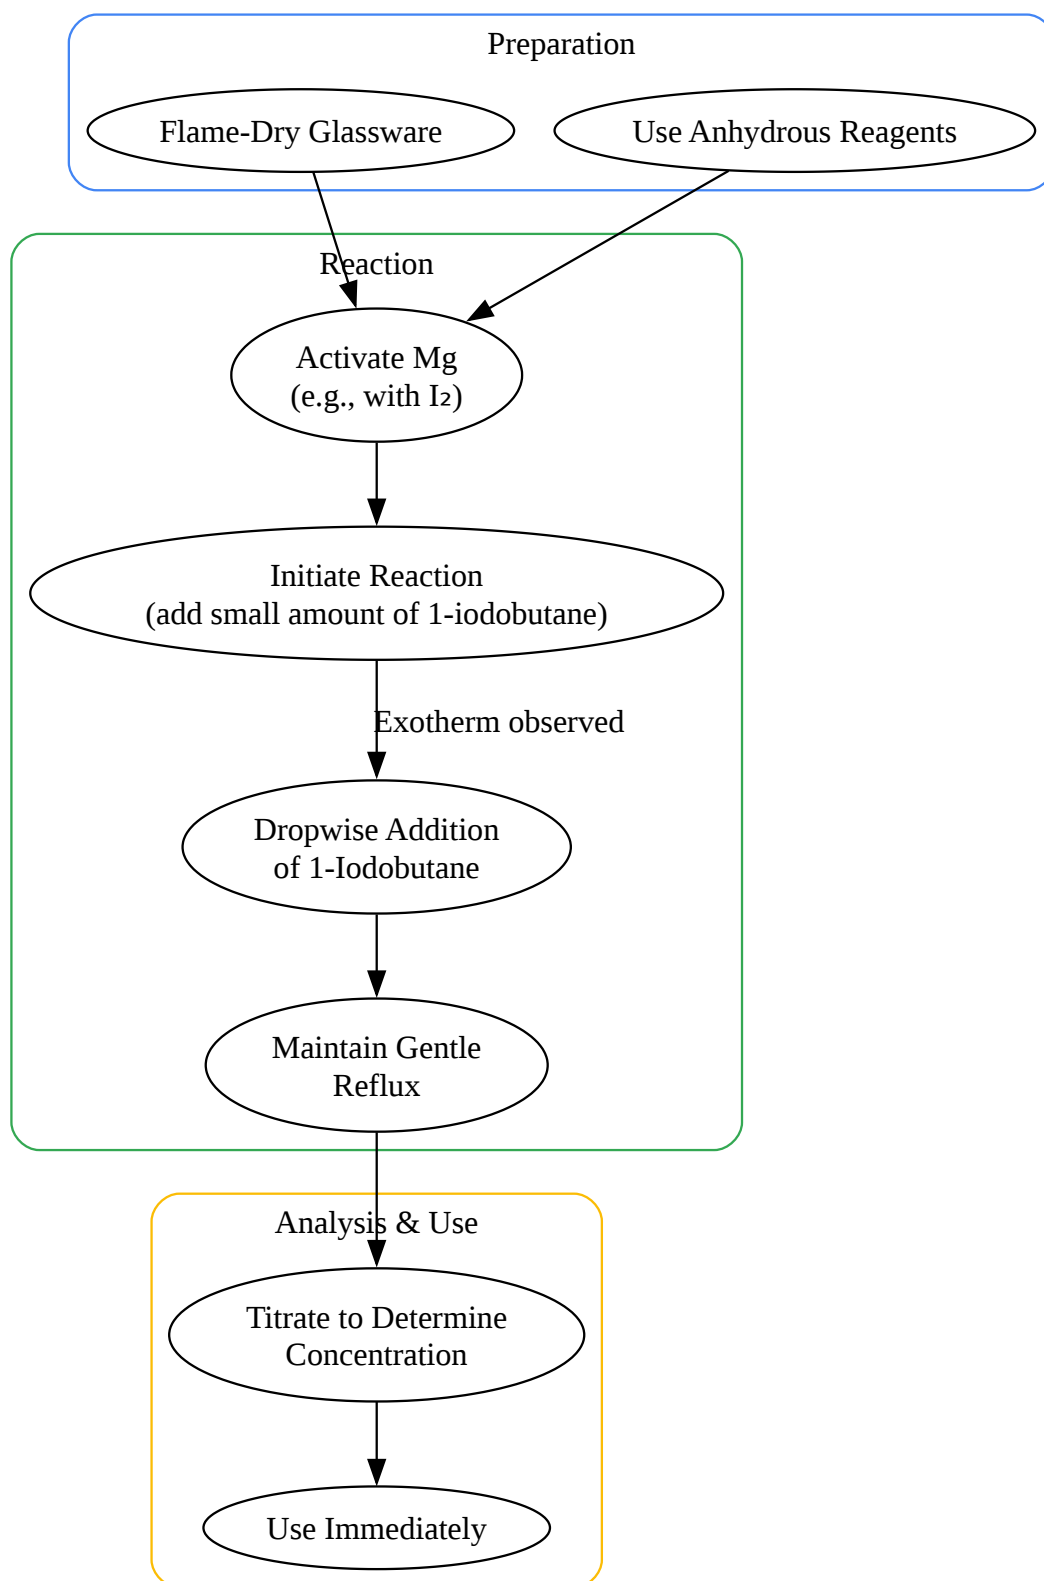 Preparation
Flame-Dry Glassware
Use Anhydrous Reagents
Reaction
Activate Mg
(e.g., with I₂)
Initiate Reaction
(add small amount of 1-iodobutane)
Exotherm observed
Dropwise Addition
of 1-Iodobutane
Maintain Gentle
Reflux
Analysis & Use
Titrate to Determine
Concentration
Use Immediately